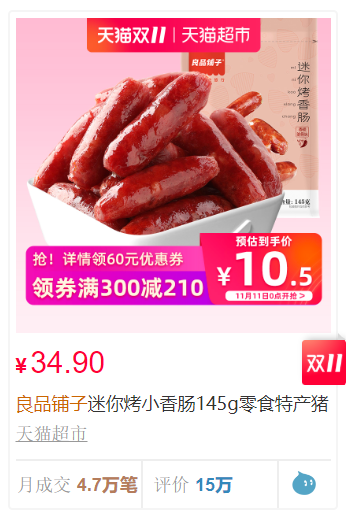 天猫双11 | 天猫超市
良品铺子
迷你烤香肠
145克
抢！详情领60元优惠券
领券满300减210
预估到手价
¥10.5
11月11日0点开抢 >
¥34.90
双11
良品铺子迷你烤小香肠145g零食特产猪
天猫超市
月成交 4.7万笔
评价 15万